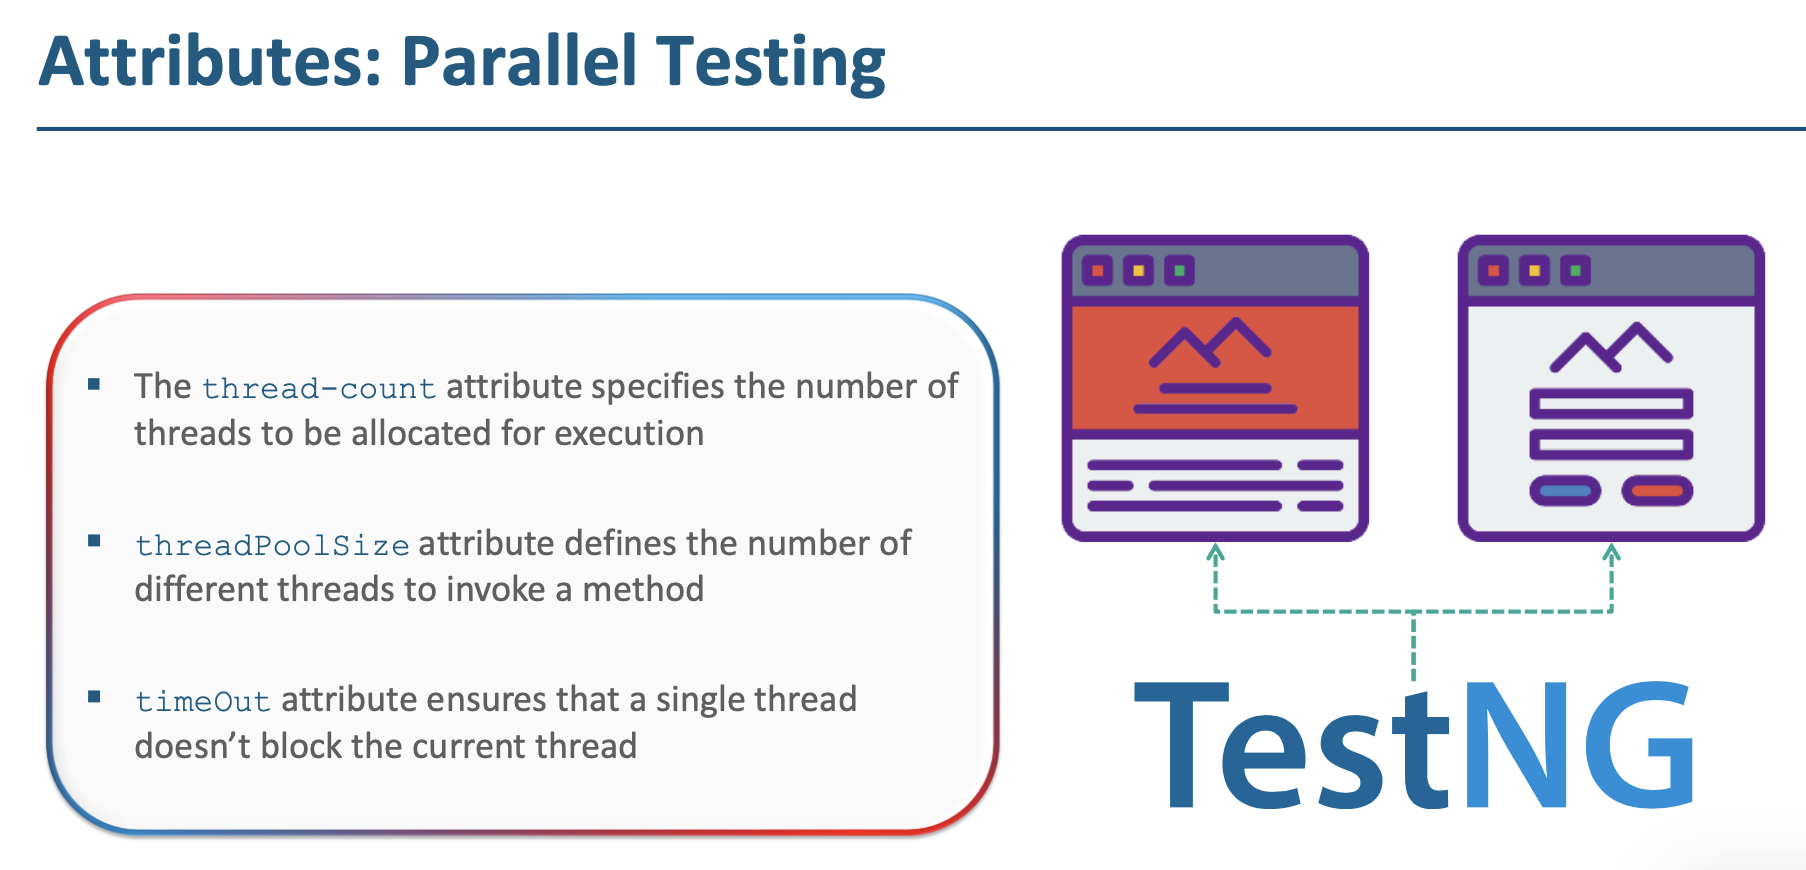 Attributes: Parallel Testing
The thread-count attribute specifies the number of
threads to be allocated for execution
threadPoolSize attribute defines the number of
different threads to invoke a method
timeOut attribute ensures that a single thread
doesn’t block the current thread
TestNG